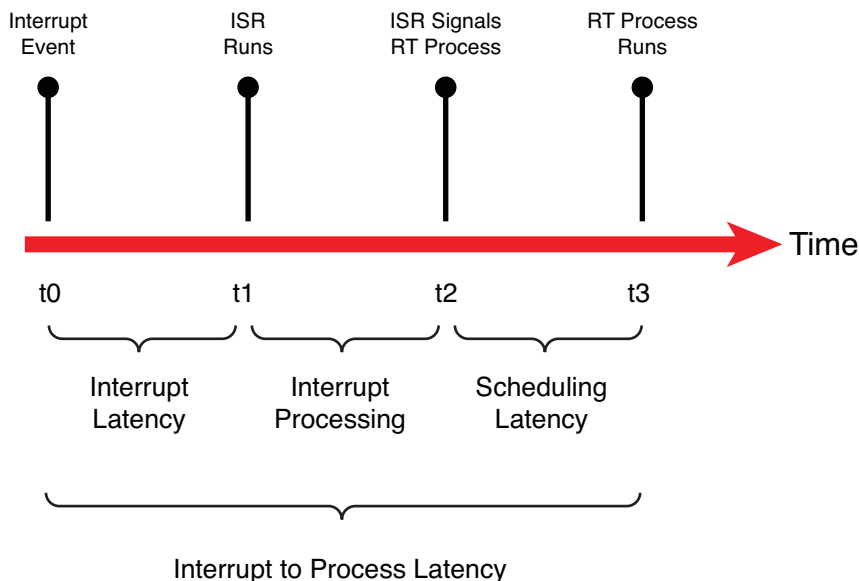 Interrupt
Event
ISR
Runs
ISR Signals
RT Process
RT Process
Runs
Time
t0
t1
t2
t3
Interrupt
Latency
Interrupt
Processing
Scheduling
Latency
Interrupt to Process Latency